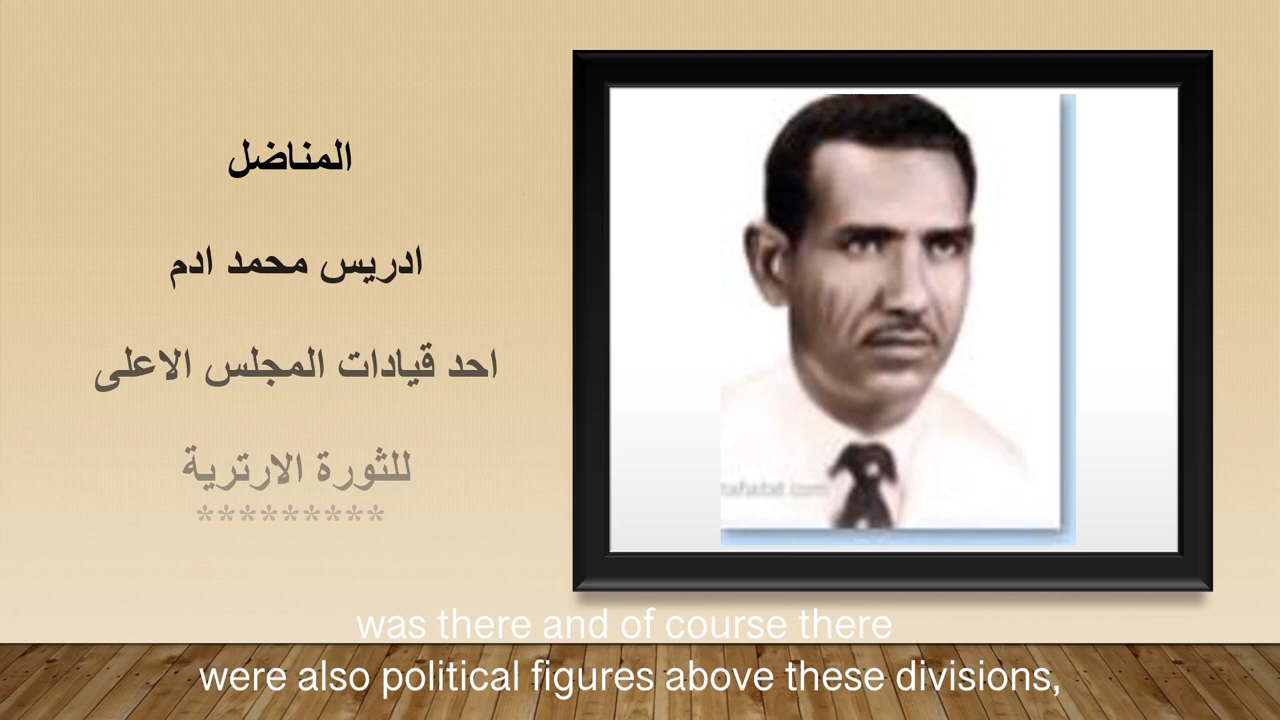 المناضل
ادريس محمد ادم
احد قيادات المجلس الاعلى
للثورة الارترية
*********
was there and of course there
were also political figures above these divisions,